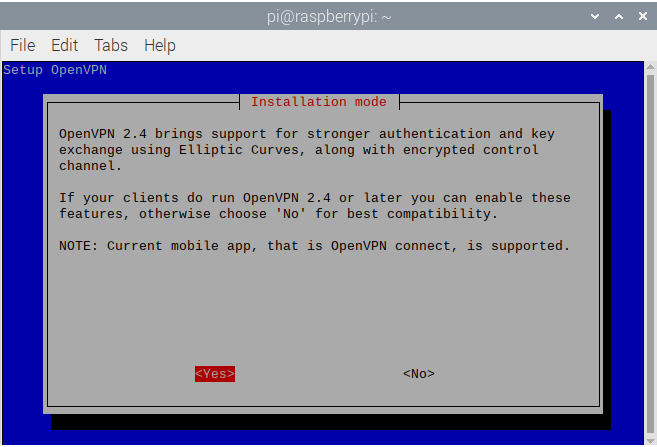 pi@raspberrypi: ~
File Edit Tabs Help
Setup OpenVPN
Installation mode
OpenVPN 2.4 brings support for stronger authentication and key
exchange using Elliptic Curves, along with encrypted control
channel.
If your clients do run OpenVPN 2.4 or later you can enable these
features, otherwise choose 'No' for best compatibility.
NOTE: Current mobile app, that is OpenVPN connect, is supported.
<Yes> <No>